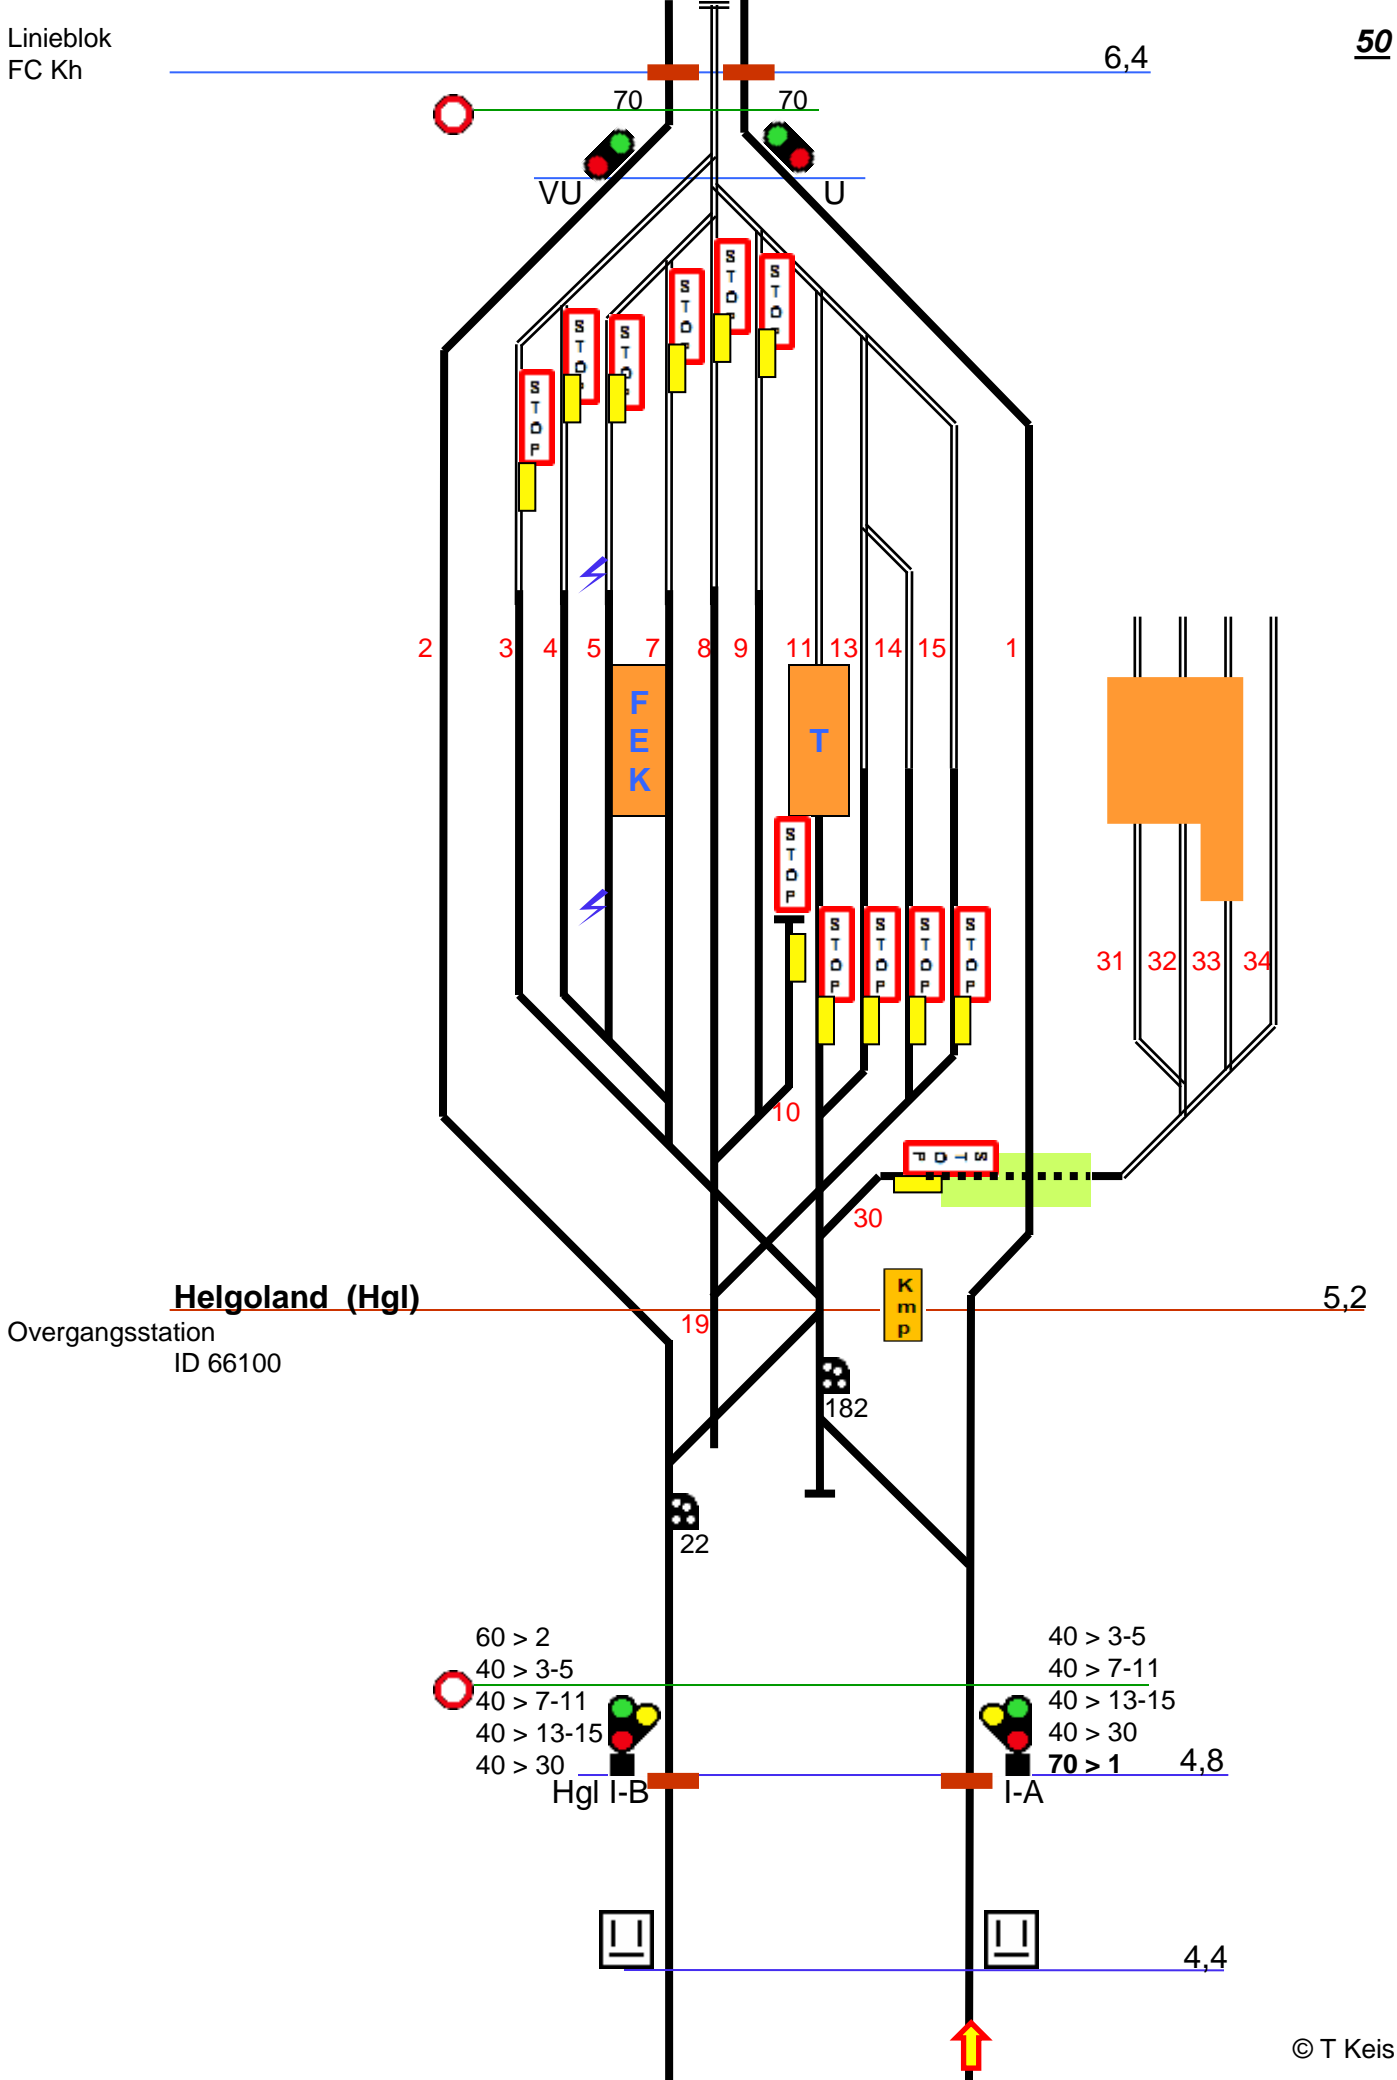 Linieblok
FC Kh
6,4
50
70
70
VU
U
STOP
STOP
STOP
STOP
STOP
STOP
2
3
4
5
7
8
9
11
13
14
15
1
FEK
T
STOP
STOP
STOP
STOP
STOP
31
32
33
34
10
STOP
30
Kmp
Helgoland (Hgl)
5,2
19
Overgangsstation
ID 66100
182
22
60 > 2
40 > 3-5
40 > 7-11
40 > 13-15
40 > 30
Hgl I-B
40 > 3-5
40 > 7-11
40 > 13-15
40 > 30
70 > 1
4,8
I-A
4,4
© T Keis